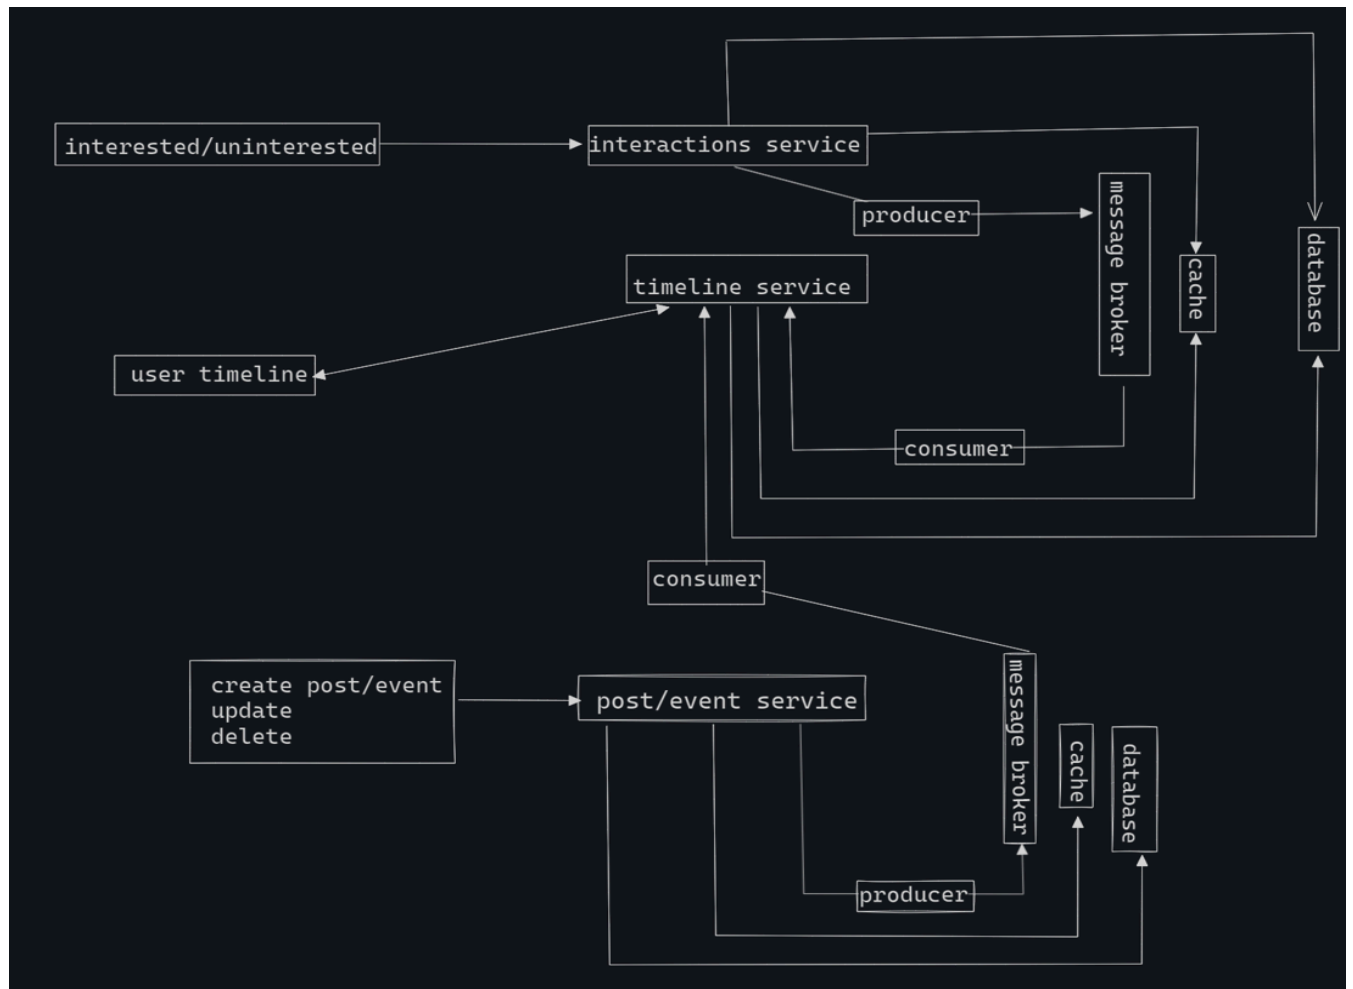 interested/uninterested
interactions service
producer
message broker
cache
database
timeline service
user timeline
consumer
consumer
create post/event
update
delete
post/event service
message broker
cache
database
producer